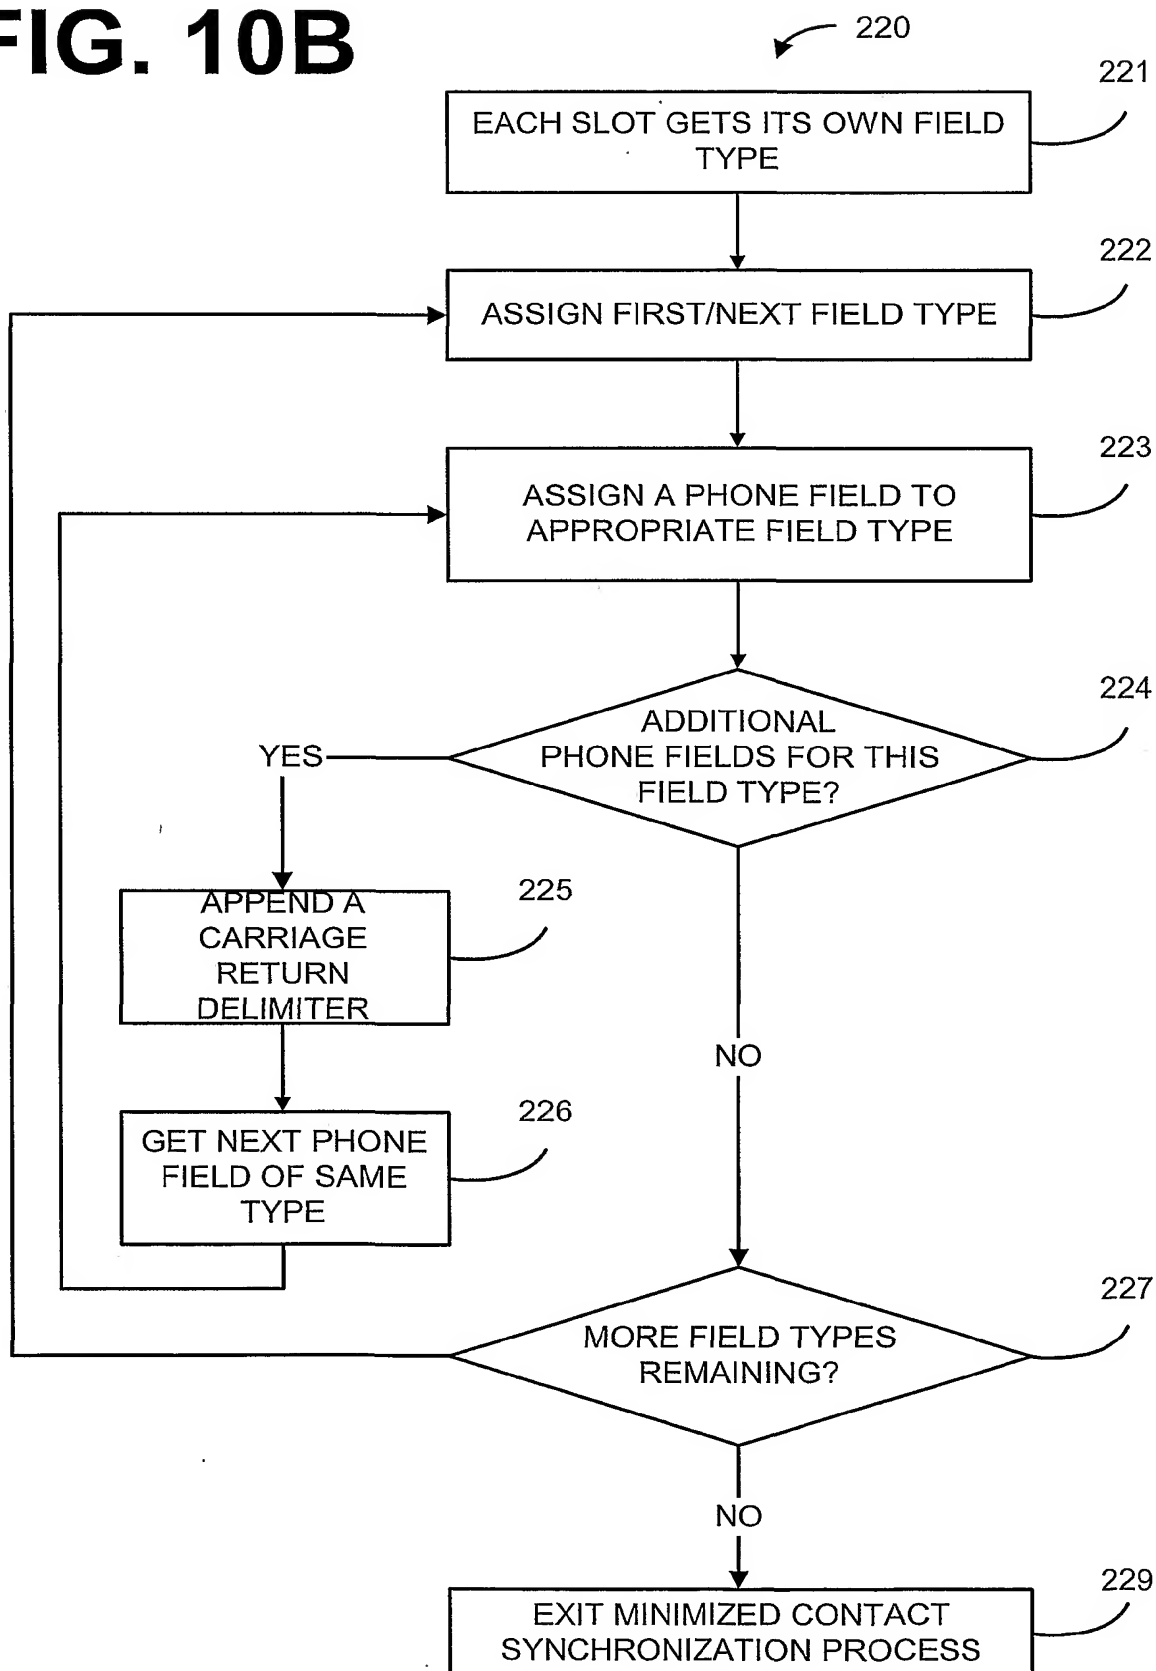 FIG. 10B
220
221
EACH SLOT GETS ITS OWN FIELD
TYPE
222
ASSIGN FIRST/NEXT FIELD TYPE
223
ASSIGN A PHONE FIELD TO
APPROPRIATE FIELD TYPE
224
ADDITIONAL
PHONE FIELDS FOR THIS
FIELD TYPE?
YES
225
APPEND A
CARRIAGE
RETURN
DELIMITER
NO
226
GET NEXT PHONE
FIELD OF SAME
TYPE
227
MORE FIELD TYPES
REMAINING?
NO
229
EXIT MINIMIZED CONTACT
SYNCHRONIZATION PROCESS